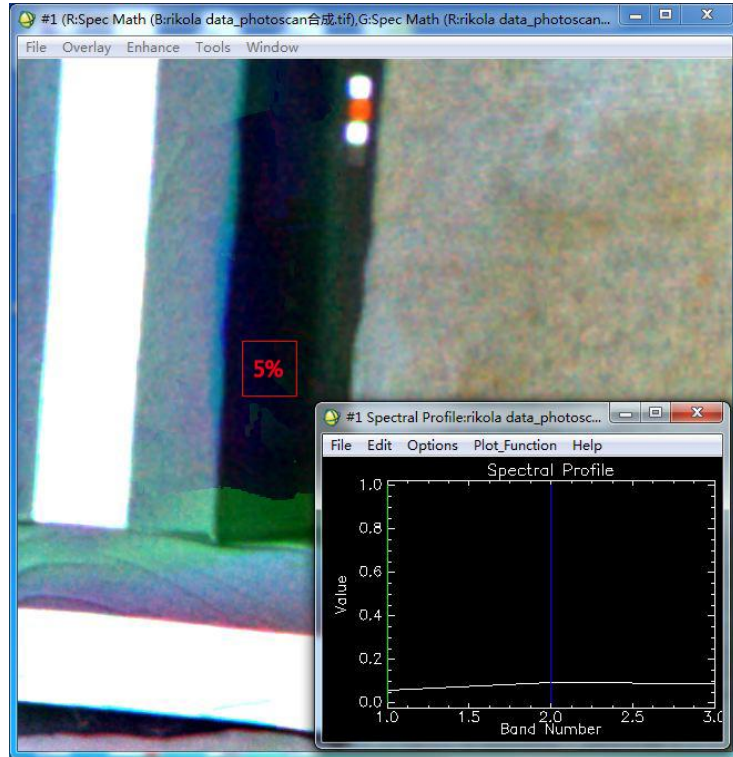 #1 (R:Spec Math (B:rikola data_photoscan合成.tif),G:Spec Math (R:rikola data_photoscan...
File Overlay Enhance Tools Window
5%
#1 Spectral Profile:rikola data_photosc...
File Edit Options Plot_Function Help
Spectral Profile
1.0
0.8
0.6
0.4
0.2
0.0
Value
1.0 1.5 2.0 2.5 3.0
Band Number